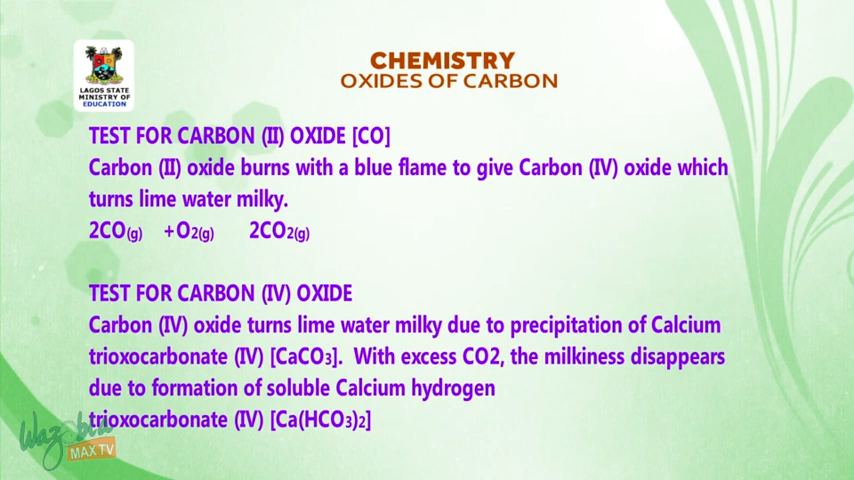 LAGOS STATE
MINISTRY OF
EDUCATION
CHEMISTRY
OXIDES OF CARBON
TEST FOR CARBON (II) OXIDE [CO]
Carbon (II) oxide burns with a blue flame to give Carbon (IV) oxide which
turns lime water milky.
2CO(g) +O2(g) 2CO2(g)
TEST FOR CARBON (IV) OXIDE
Carbon (IV) oxide turns lime water milky due to precipitation of Calcium
trioxocarbonate (IV) [CaCO3]. With excess CO2, the milkiness disappears
due to formation of soluble Calcium hydrogen
trioxocarbonate (IV) [Ca(HCO3)2]
Wazobia
MAX TV